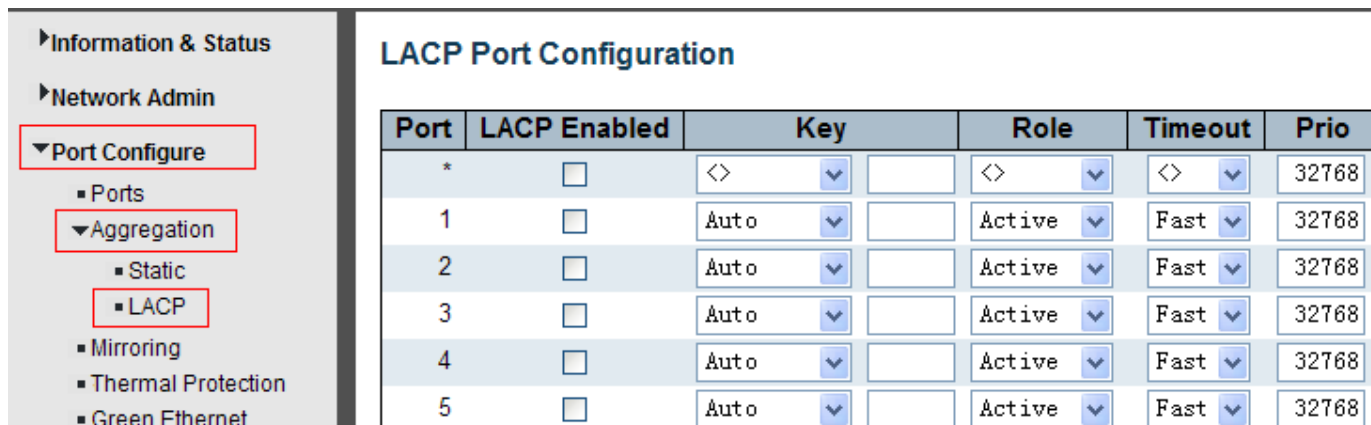 Information & Status
Network Admin
Port Configure
Ports
Aggregation
Static
LACP
Mirroring
Thermal Protection
Green Ethernet
LACP Port Configuration
Port LACP Enabled Key Role Timeout Prio
* <> <> <> 32768
1 Auto Active Fast 32768
2 Auto Active Fast 32768
3 Auto Active Fast 32768
4 Auto Active Fast 32768
5 Auto Active Fast 32768